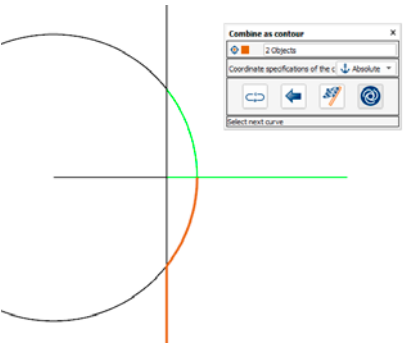 Combine as contour x
2 Objects
Coordinate specifications of the c Absolute
Select next curve